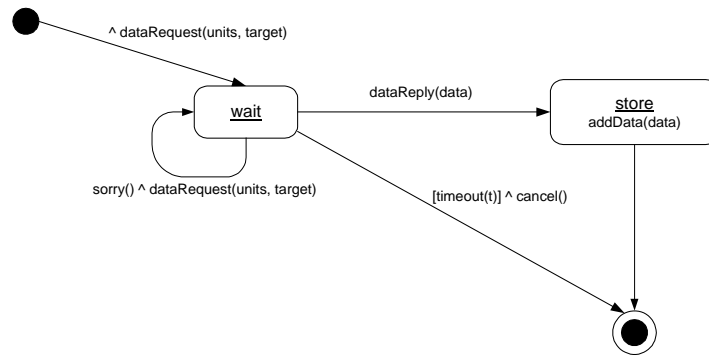 ^ dataRequest(units, target)
wait
dataReply(data)
store
addData(data)
sorry() ^ dataRequest(units, target)
[timeout(t)] ^ cancel()